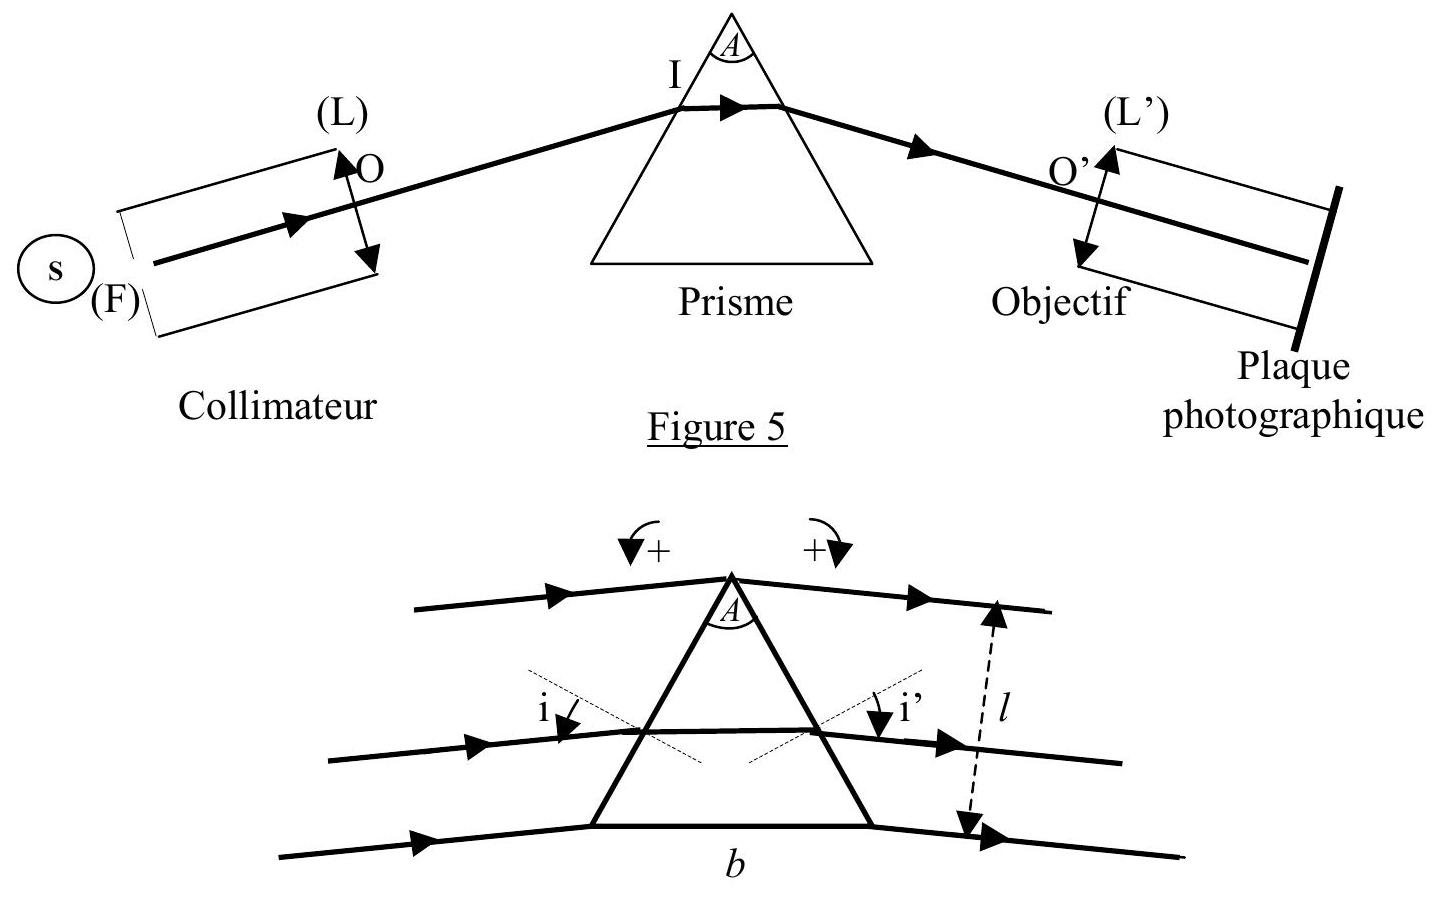 A
I
(L)
O
(L’)
O’
s
(F)
Prisme
Objectif
Collimateur
Plaque
photographique
Figure 5
+
+
A
i
i’
l
b